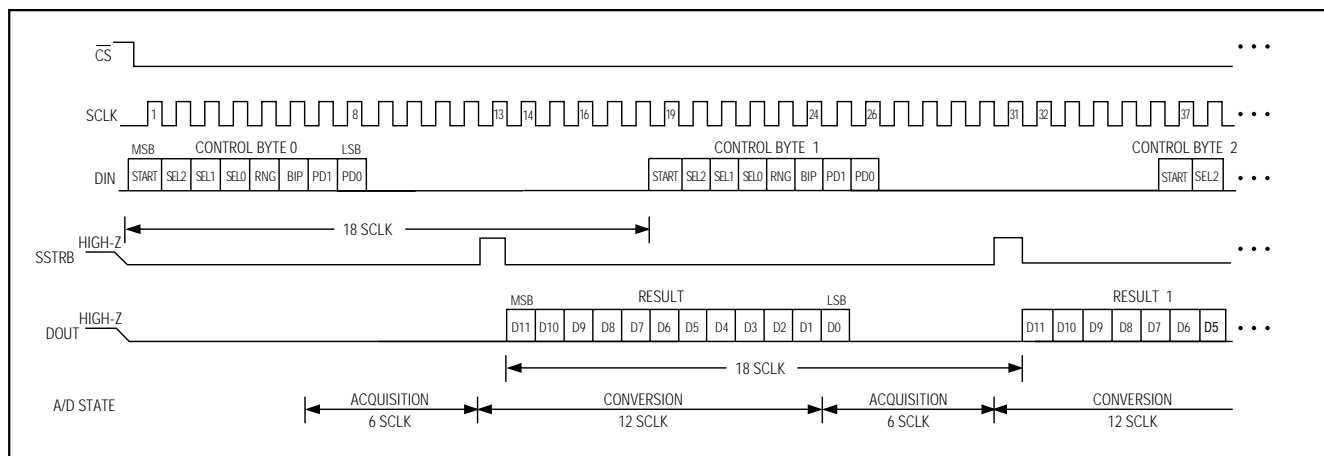 CS
SCLK 1 8 13 14 16 19 24 26 31 32 37
MSB CONTROL BYTE 0 LSB CONTROL BYTE 1 CONTROL BYTE 2
DIN START SEL2 SEL1 SEL0 RNG BIP PD1 PD0 START SEL2 SEL1 SEL0 RNG BIP PD1 PD0 START SEL2
18 SCLK
HIGH-Z
SSTRB
MSB RESULT LSB RESULT 1
HIGH-Z
DOUT D11 D10 D9 D8 D7 D6 D5 D4 D3 D2 D1 D0 D11 D10 D9 D8 D7 D6 D5
18 SCLK
A/D STATE ACQUISITION CONVERSION ACQUISITION CONVERSION
6 SCLK 12 SCLK 6 SCLK 12 SCLK